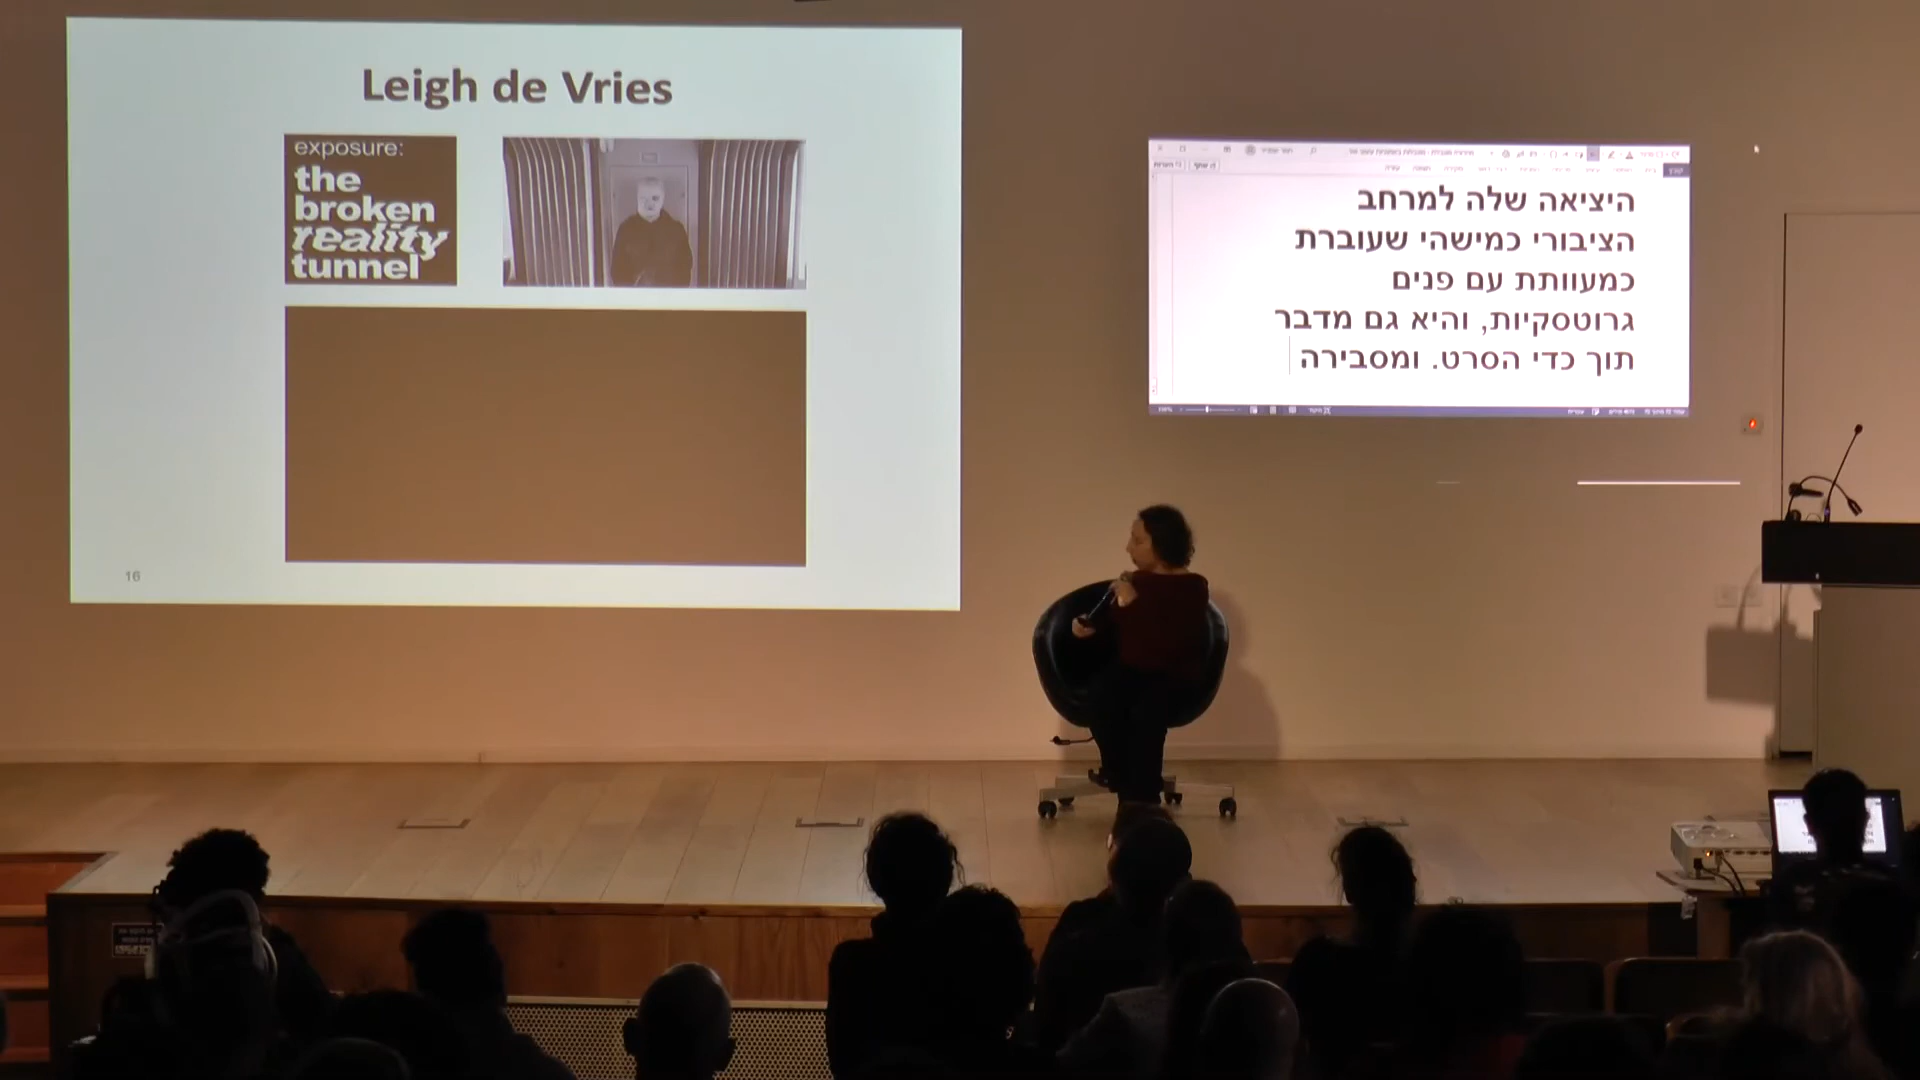 Leigh de Vries
exposure:
the
broken
reality
tunnel
16
היציאה שלה למרחב
הציבורי כמישהי שעוברת
כמעוותת עם פנים
גרוטסקיות, והיא גם מדבר
תוך כדי הסרט. ומסבירה